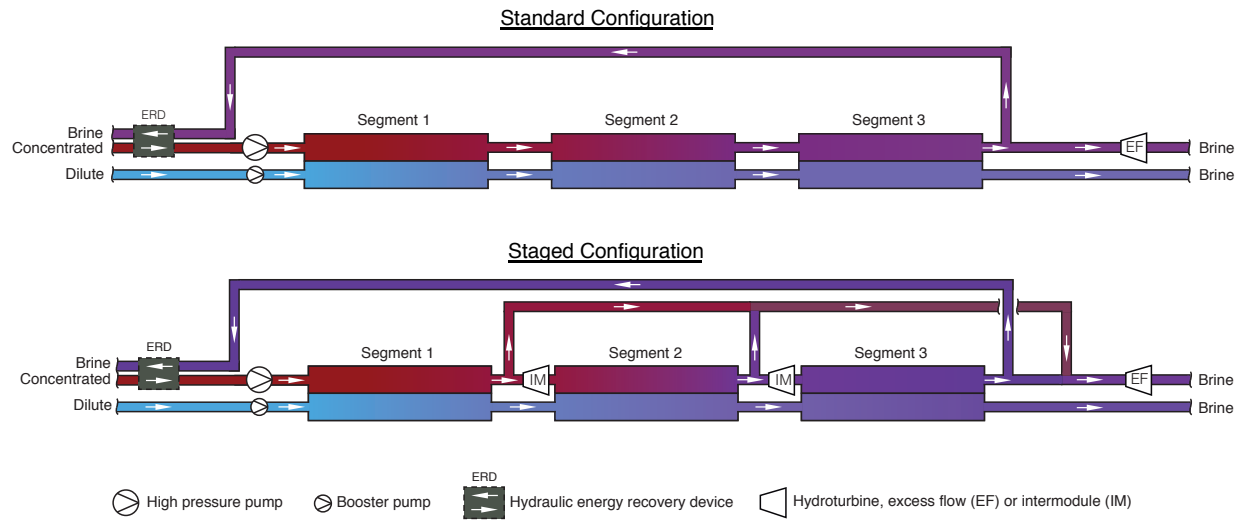 Standard Configuration
ERD
Segment 1
Segment 2
Segment 3
Brine
Concentrated
EF
Brine
Dilute
Brine
Staged Configuration
ERD
Segment 1
Segment 2
Segment 3
Brine
Concentrated
IM
IM
EF
Brine
Dilute
Brine
ERD
High pressure pump
Booster pump
Hydraulic energy recovery device
Hydroturbine, excess flow (EF) or intermodule (IM)